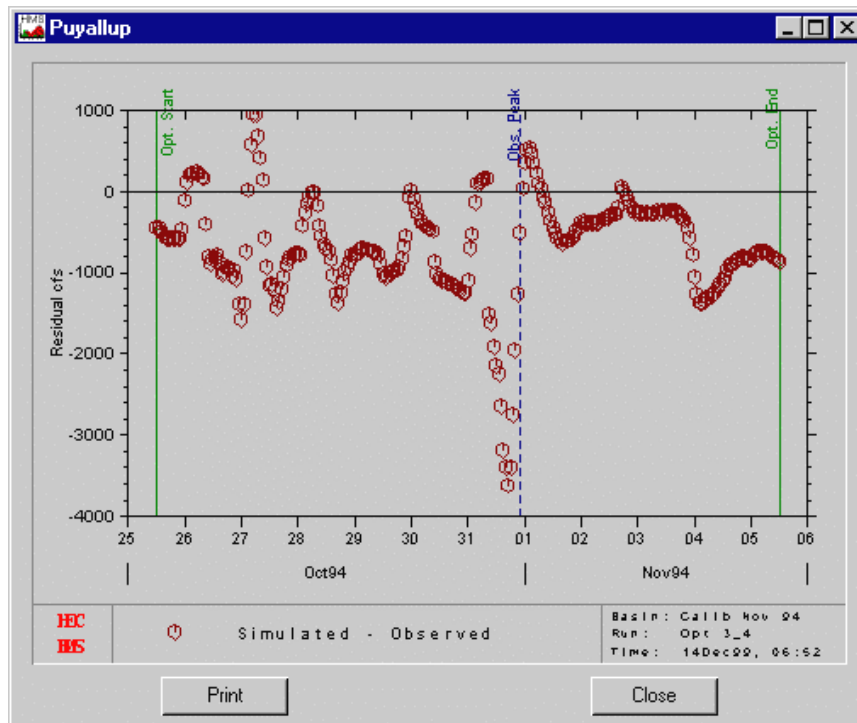 HMS
Puyallup
Opt. Start
Obs. Peak
Opt. End
1000
0
-1000
-2000
-3000
-4000
Residual cfs
25 26 27 28 29 30 31 01 02 03 04 05 06
Oct94 Nov94
HEC
HMS
Simulated - Observed
Basin: Calib Nov 94
Run: Opt 3_4
Time: 14Dec99, 06:52
Print Close